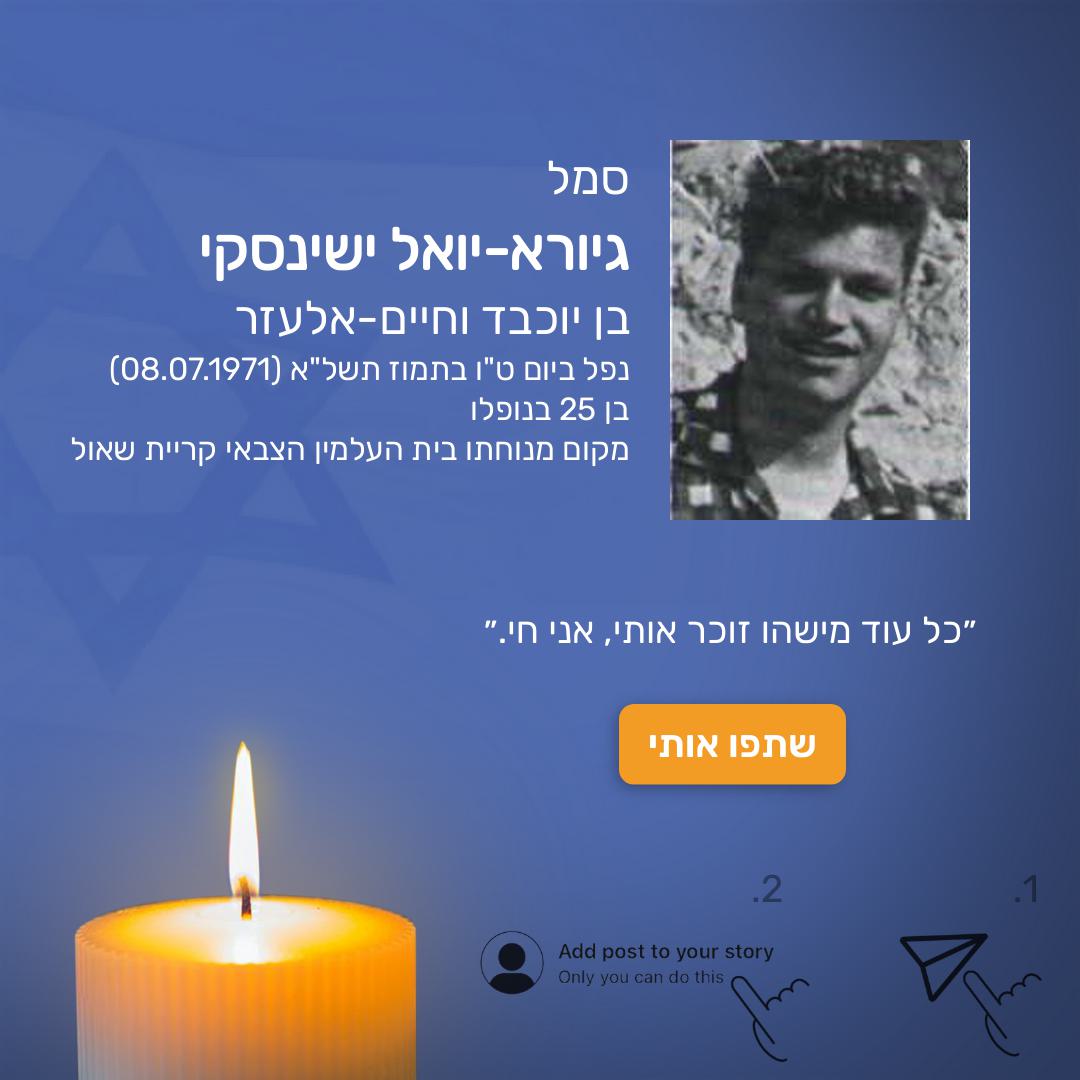 סמל
גיורא-יואל ישינסקי
בן יוכבד וחיים-אלעזר
נפל ביום ט"ו בתמוז תשל"א (08.07.1971)
בן 25 בנופלו
מקום מנוחתו בית העלמין הצבאי קריית שאול
״כל עוד מישהו זוכר אותי, אני חי.״
שתפו אותי
1.
2.
Add post to your story
Only you can do this